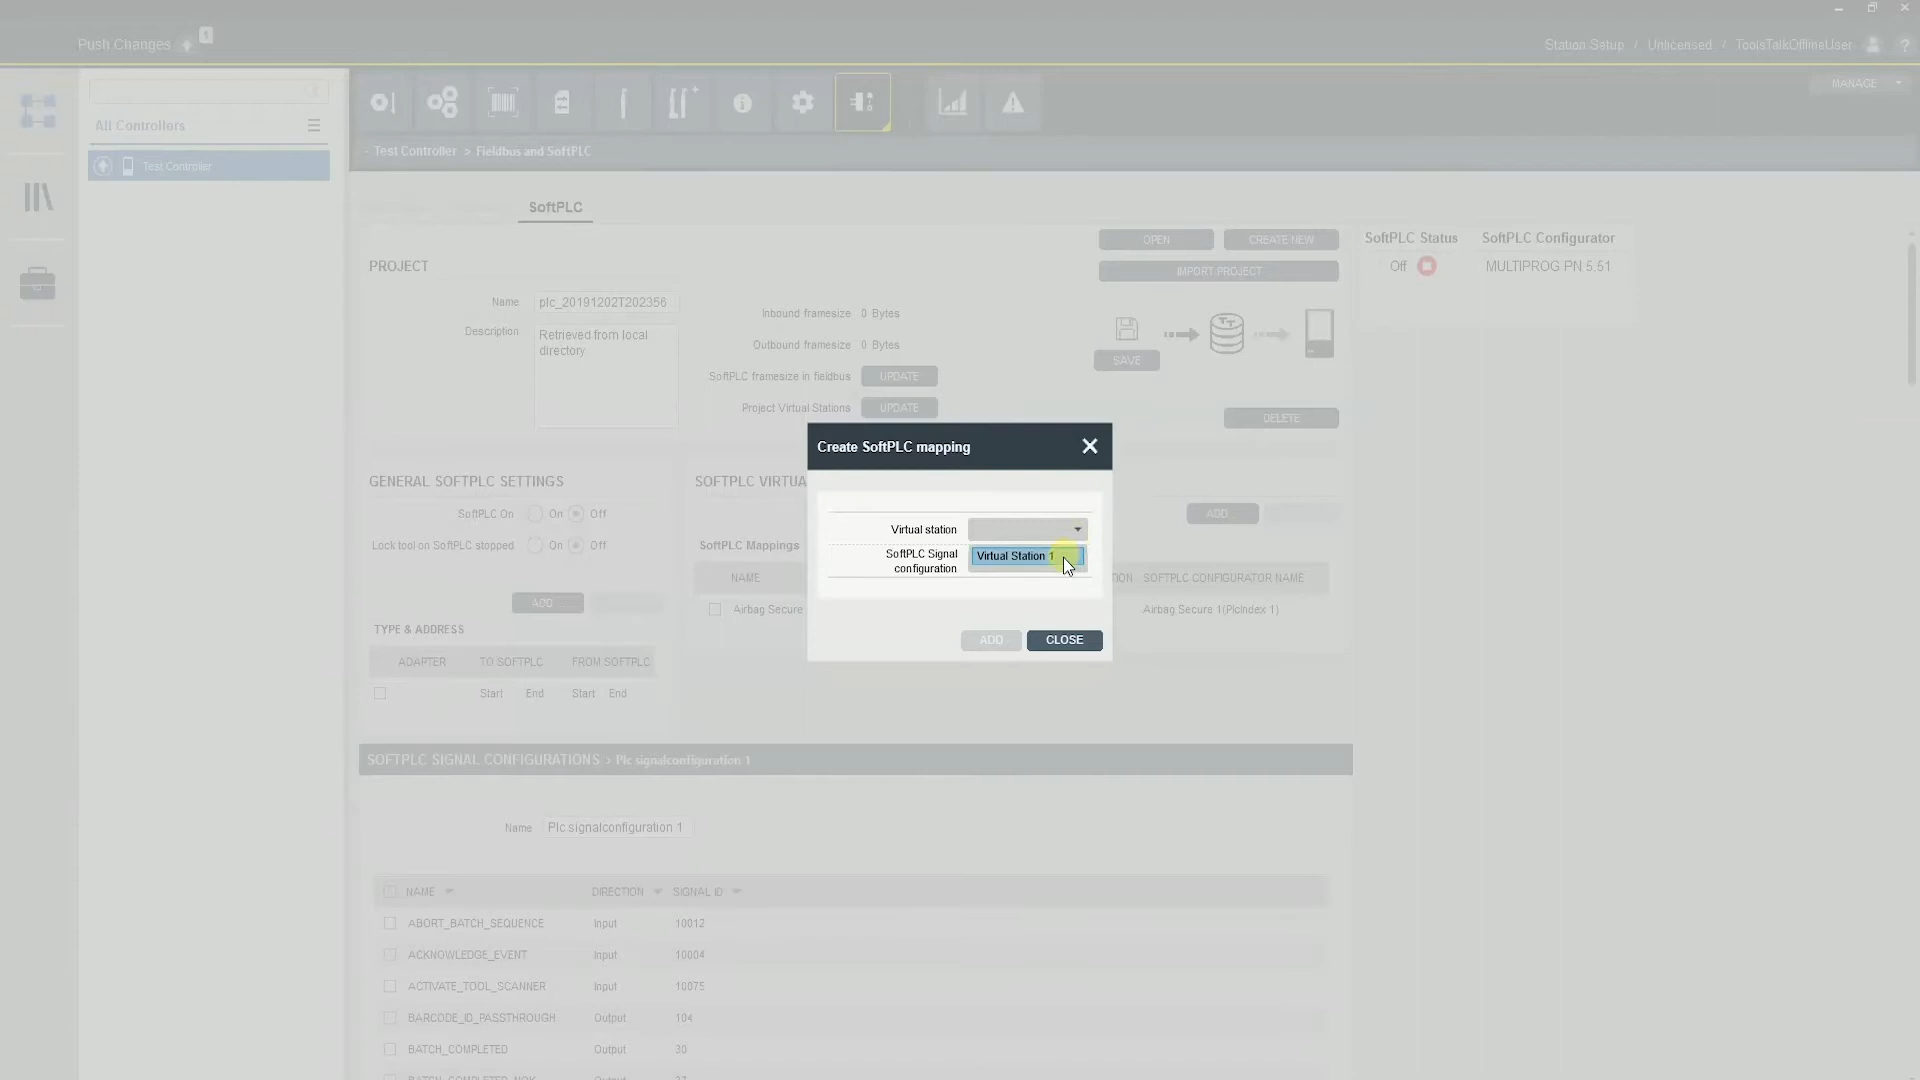 Push Changes
1
Station Setup / Unlicensed / ToolsTalkOfflineUser
?
All Controllers
Test Controller
MANAGE
- Test Controller > Fieldbus and SoftPLC
SoftPLC
PROJECT
Name plc_20191202T202356
Description Retrieved from local
directory
Inbound framesize 0 Bytes
Outbound framesize 0 Bytes
SoftPLC framesize in fieldbus UPDATE
Project Virtual Stations UPDATE
OPEN CREATE NEW
IMPORT PROJECT
SAVE
DELETE
SoftPLC Status SoftPLC Configurator
Off MULTIPROG PN 5.51
GENERAL SOFTPLC SETTINGS
SoftPLC On On Off
Lock tool on SoftPLC stopped On Off
ADD
TYPE & ADDRESS
ADAPTER TO SOFTPLC FROM SOFTPLC
Start End Start End
SOFTPLC VIRTUA
ADD
SoftPLC Mappings
NAME ION SOFTPLC CONFIGURATOR NAME
Airbag Secure Airbag Secure 1(PlcIndex 1)
Create SoftPLC mapping
Virtual station
SoftPLC Signal
configuration
Virtual Station 1
ADD CLOSE
SOFTPLC SIGNAL CONFIGURATIONS > Plc signalconfiguration 1
Name Plc signalconfiguration 1
NAME DIRECTION SIGNAL ID
ABORT_BATCH_SEQUENCE Input 10012
ACKNOWLEDGE_EVENT Input 10004
ACTIVATE_TOOL_SCANNER Input 10075
BARCODE_ID_PASSTHROUGH Output 104
BATCH_COMPLETED Output 30
BATCH_COMPLETED_NOK Output